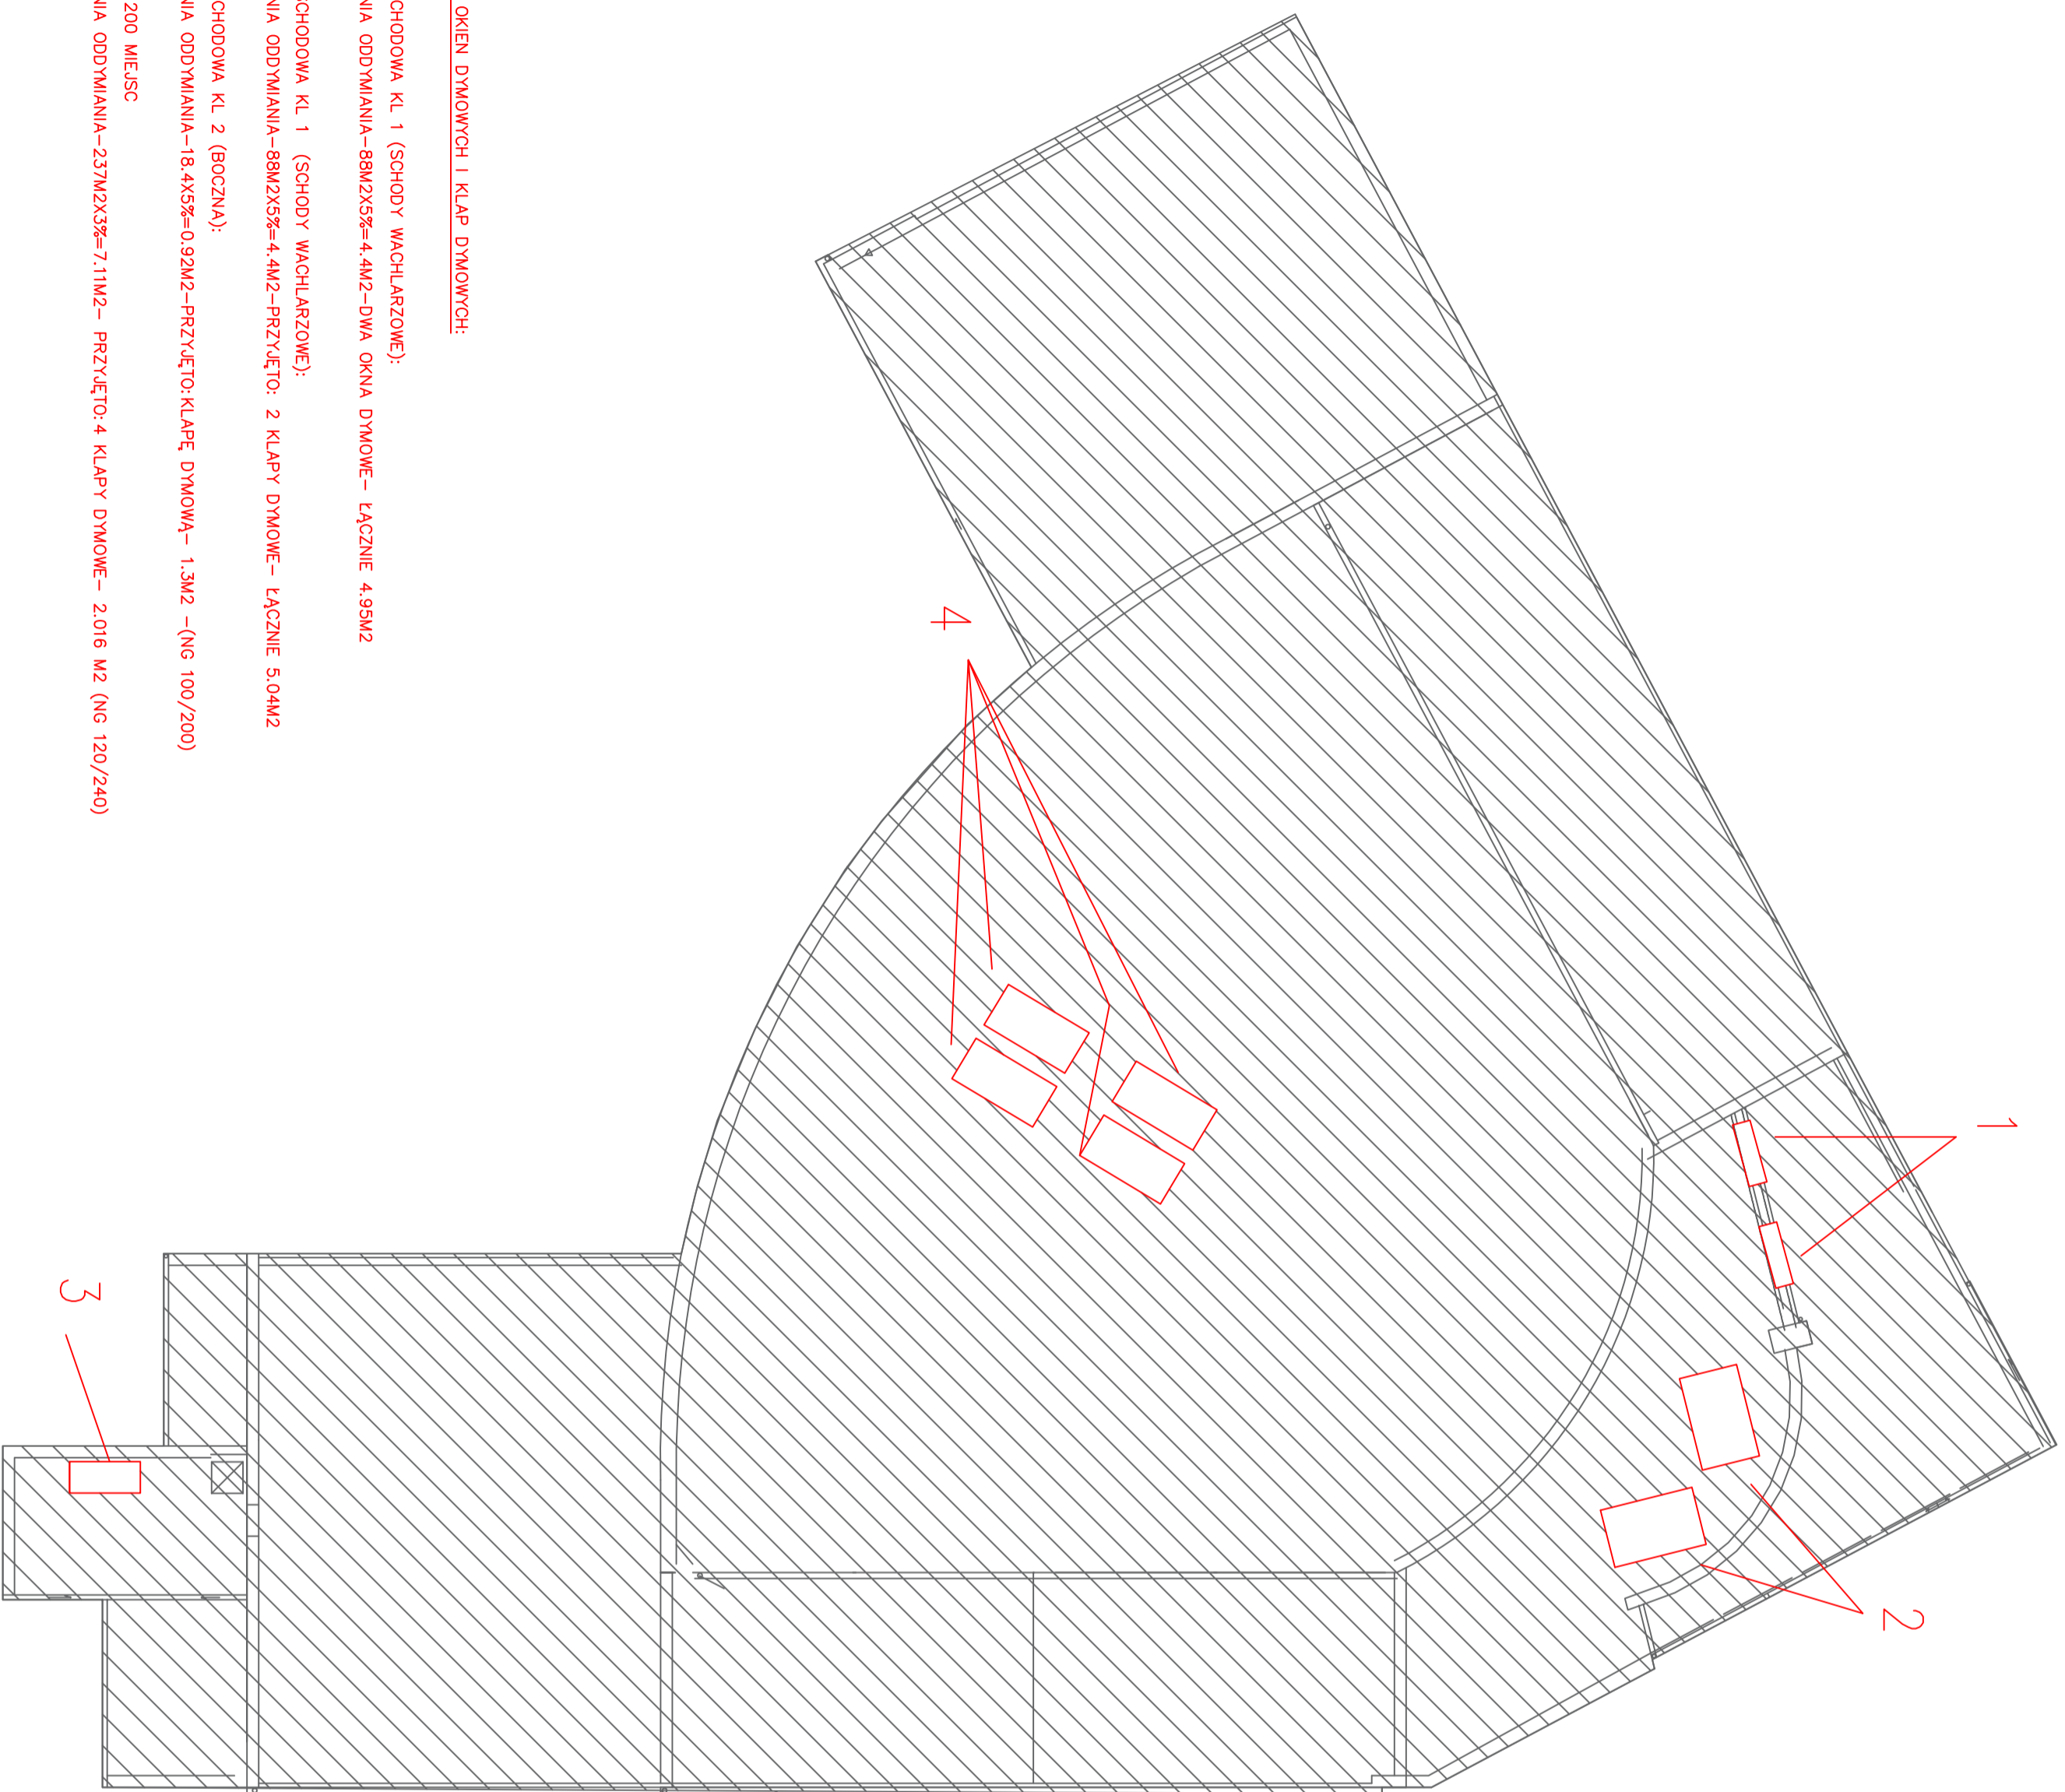 OKIEN DYMOWYCH I KLAP DYMOWYCH:
CHODOWA KL 1 (SCHODY WACHLARZOWE):
NIA ODDYMIANIA-88M2X5%=4.4M2-DWA OKNA DYMOWE- ŁĄCZNIE 4.95M2
SCHODOWA KL 1 (SCHODY WACHLARZOWE):
NIA ODDYMIANIA-88M2X5%=4.4M2-PRZYJĘTO: 2 KLAPY DYMOWE- ŁĄCZNIE 5.04M2
CHODOWA KL 2 (BOCZNA):
NIA ODDYMIANIA-18.4X5%=0.92M2-PRZYJĘTO:KLAPĘ DYMOWĄ- 1.3M2 -(NG 100/200)
200 MIEJSC
NIA ODDYMIANIA-237M2X3%=7.11M2- PRZYJĘTO:4 KLAPY DYMOWE- 2.016 M2 (NG 120/240)
1
2
3
4